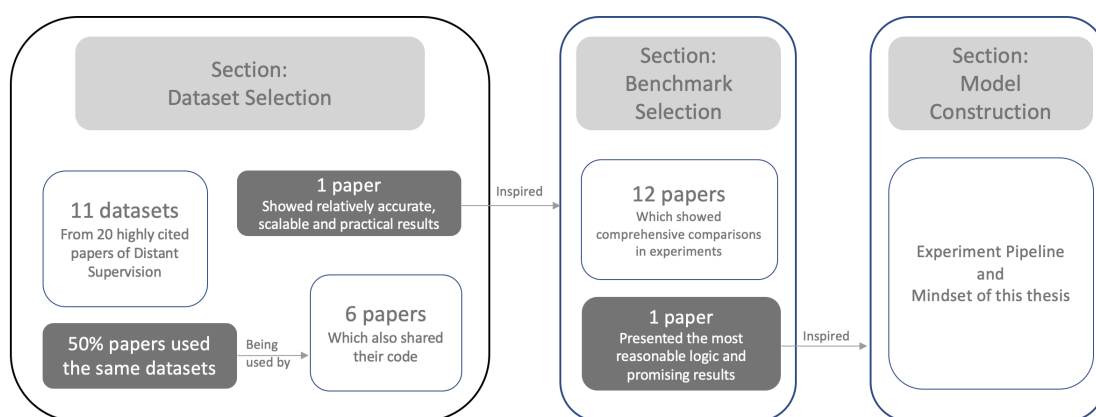 Section:
Dataset Selection
11 datasets
From 20 highly cited
papers of Distant
Supervision
1 paper
Showed relatively accurate,
scalable and practical results
50% papers used
the same datasets
Being
used by
6 papers
Which also shared
their code
Inspired
Section:
Benchmark
Selection
12 papers
Which showed
comprehensive comparisons
in experiments
1 paper
Presented the most
reasonable logic and
promising results
Inspired
Section:
Model
Construction
Experiment Pipeline
and
Mindset of this thesis